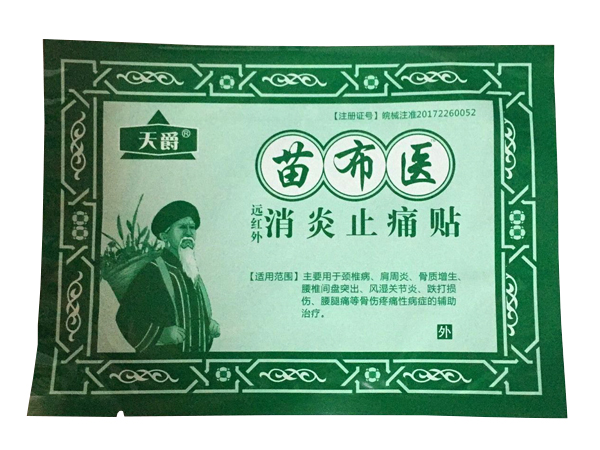 【注册证号】皖械注准20172260052
天爵®
苗布医
远红外
消炎止痛贴
【适用范围】主要用于颈椎病、肩周炎、骨质增生、
腰椎间盘突出、风湿关节炎、跌打损
伤、腰腿痛等骨伤疼痛性病症的辅助
治疗。
外